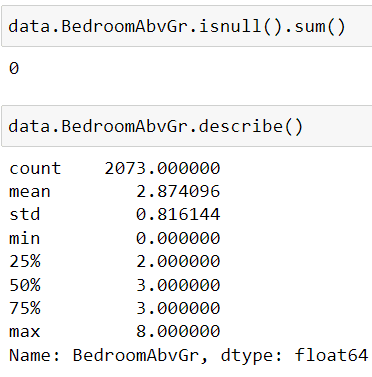 data.BedroomAbvGr.isnull().sum()
0
data.BedroomAbvGr.describe()
count    2073.000000
mean        2.874096
std         0.816144
min         0.000000
25%         2.000000
50%         3.000000
75%         3.000000
max         8.000000
Name: BedroomAbvGr, dtype: float64